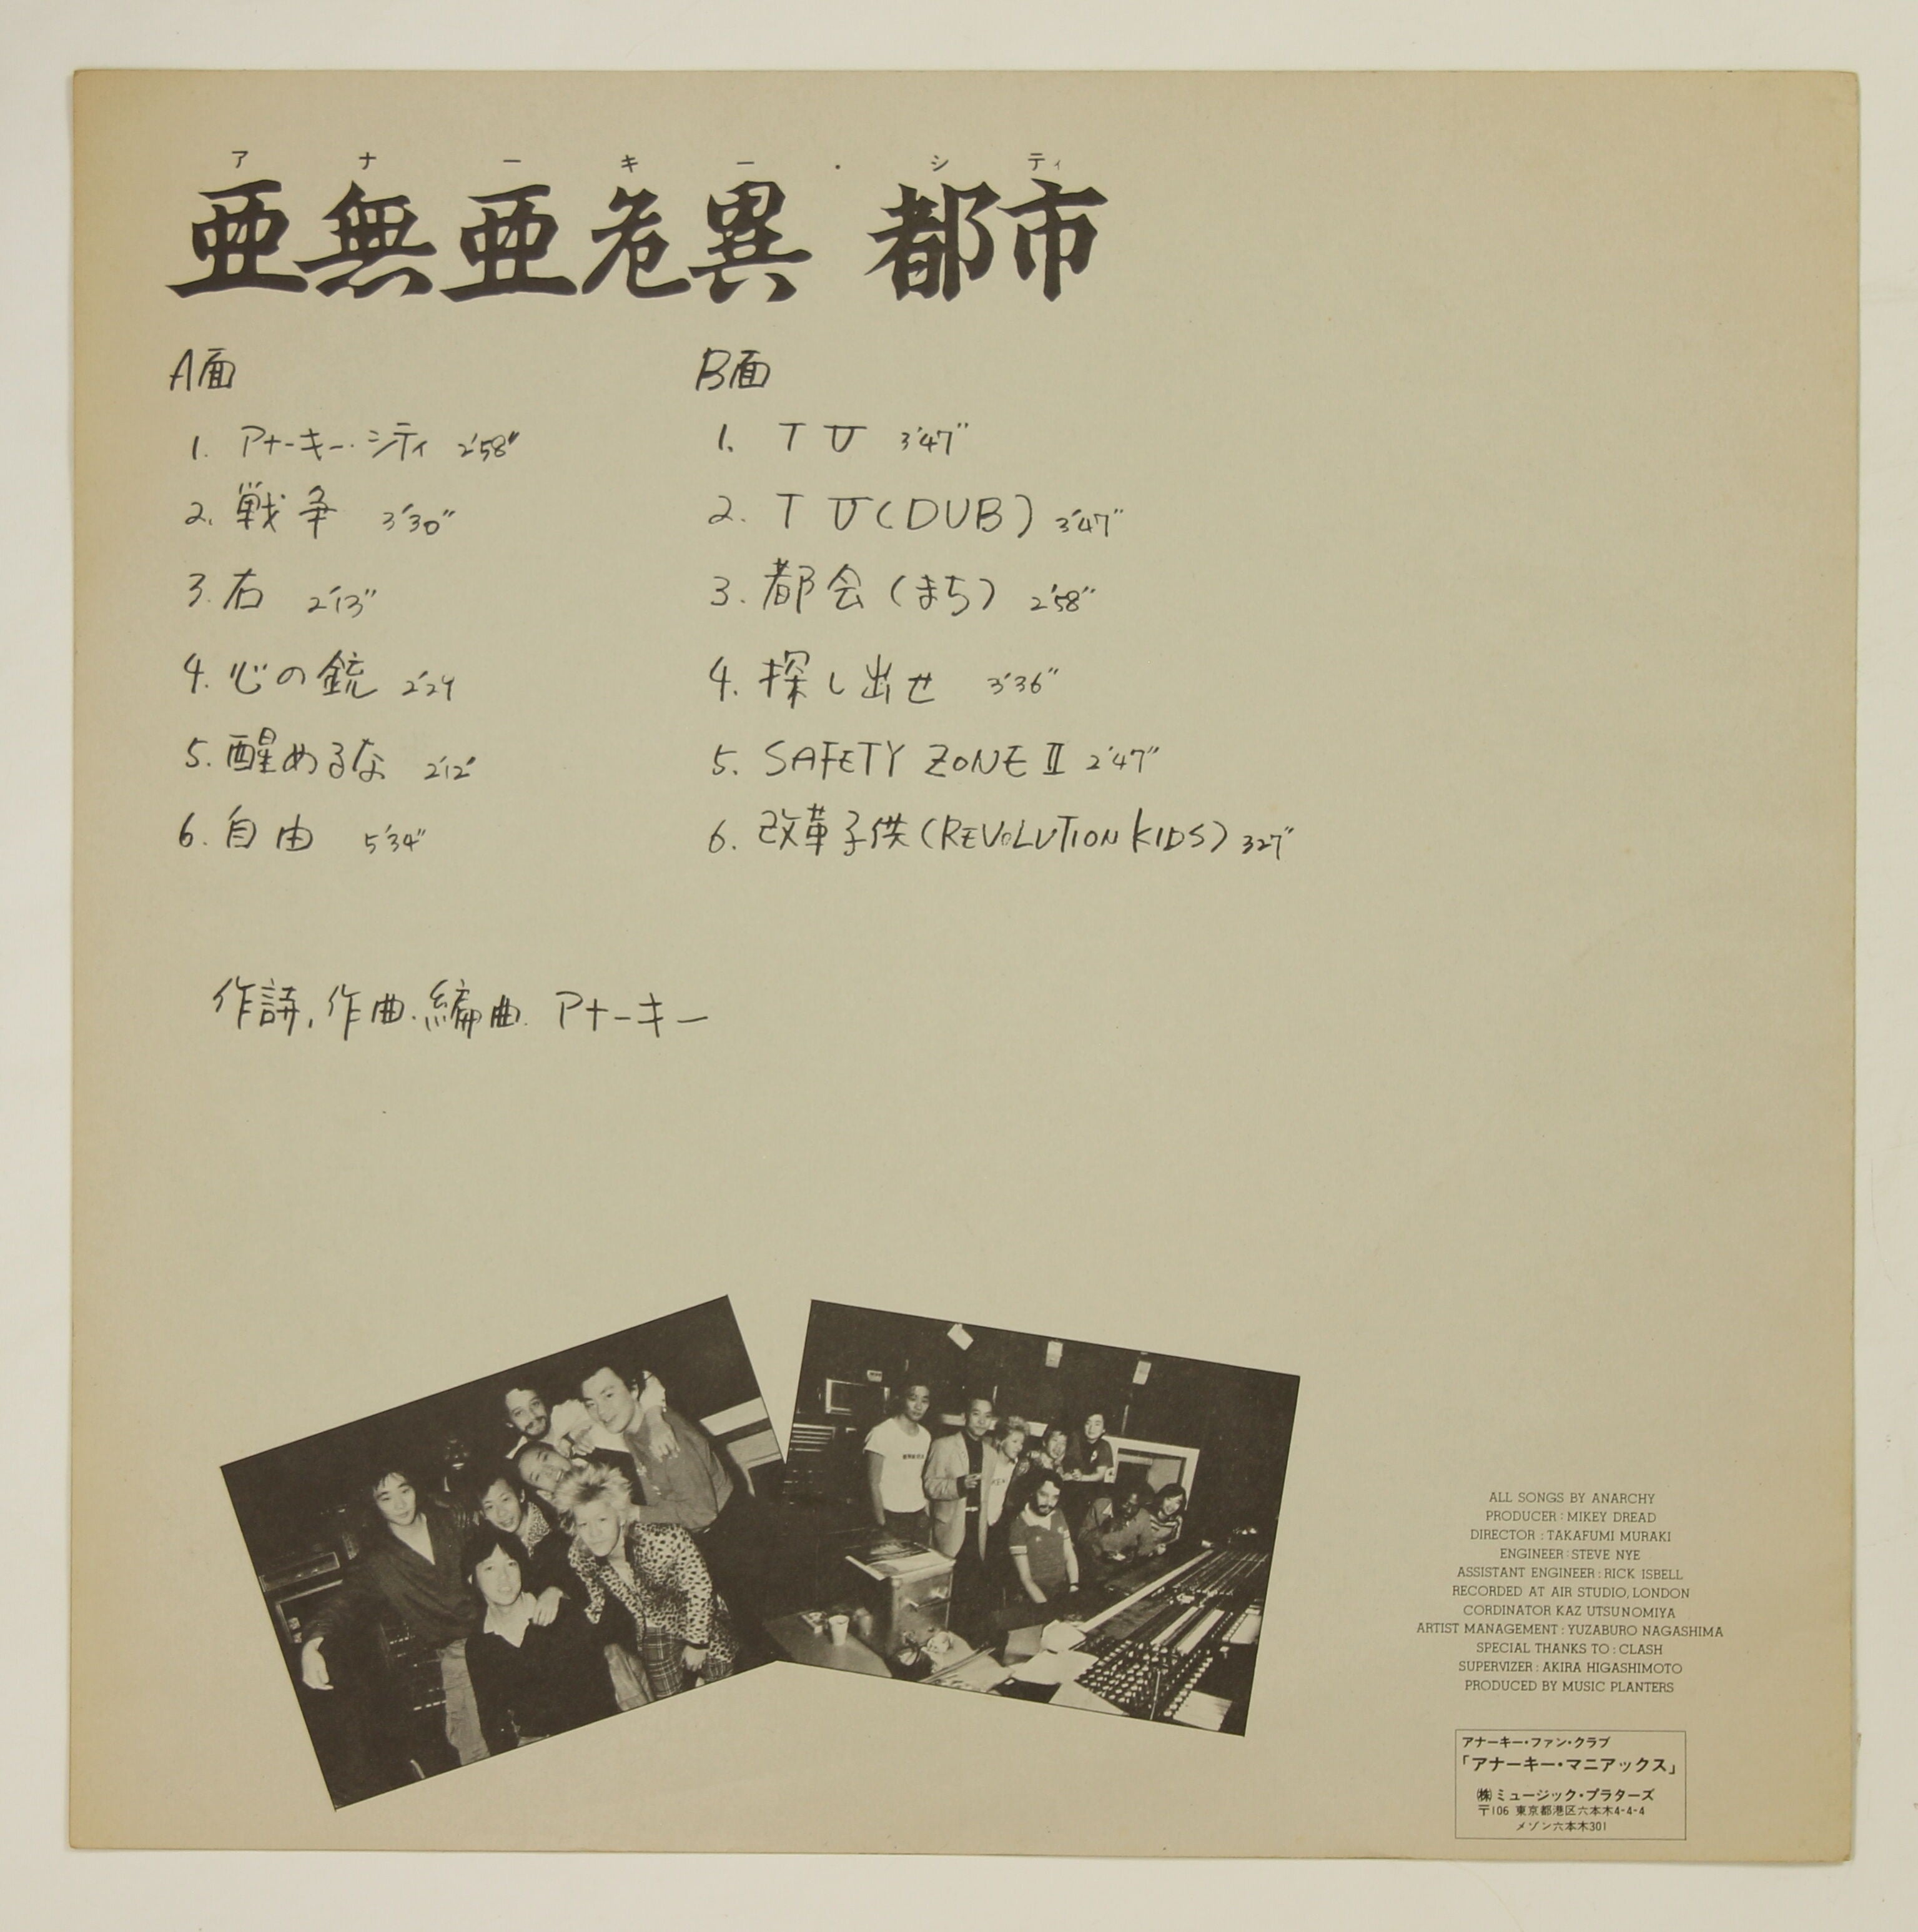 アナーキー・シティ
亜無亜危異 都市
A面
1. アナーキー・シティ 2'58"
2. 戦争 3'30"
3. 右 2'13"
4. 心の銃 2'24
5. 醒めるな 2'12"
6. 自由 5'34"
B面
1. TV 3'47"
2. TV(DUB) 3'47"
3. 都会(まち) 2'58"
4. 探し出せ 3'36"
5. SAFETY ZONE II 2'47"
6. 改革子供(REVOLUTION KIDS) 3'27"
作詩,作曲.編曲. アナーキー
ALL SONGS BY ANARCHY
PRODUCER : MIKEY DREAD
DIRECTOR : TAKAFUMI MURAKI
ENGINEER : STEVE NYE
ASSISTANT ENGINEER : RICK ISBELL
RECORDED AT AIR STUDIO, LONDON
CORDINATOR KAZ UTSUNOMIYA
ARTIST MANAGEMENT : YUZABURO NAGASHIMA
SPECIAL THANKS TO : CLASH
SUPERVIZER : AKIRA HIGASHIMOTO
PRODUCED BY MUSIC PLANTERS
アナーキー・ファン・クラブ
「アナーキー・マニアックス」
㈱ミュージック・プラターズ
〒106 東京都港区六本木4-4-4
メゾン六本木301